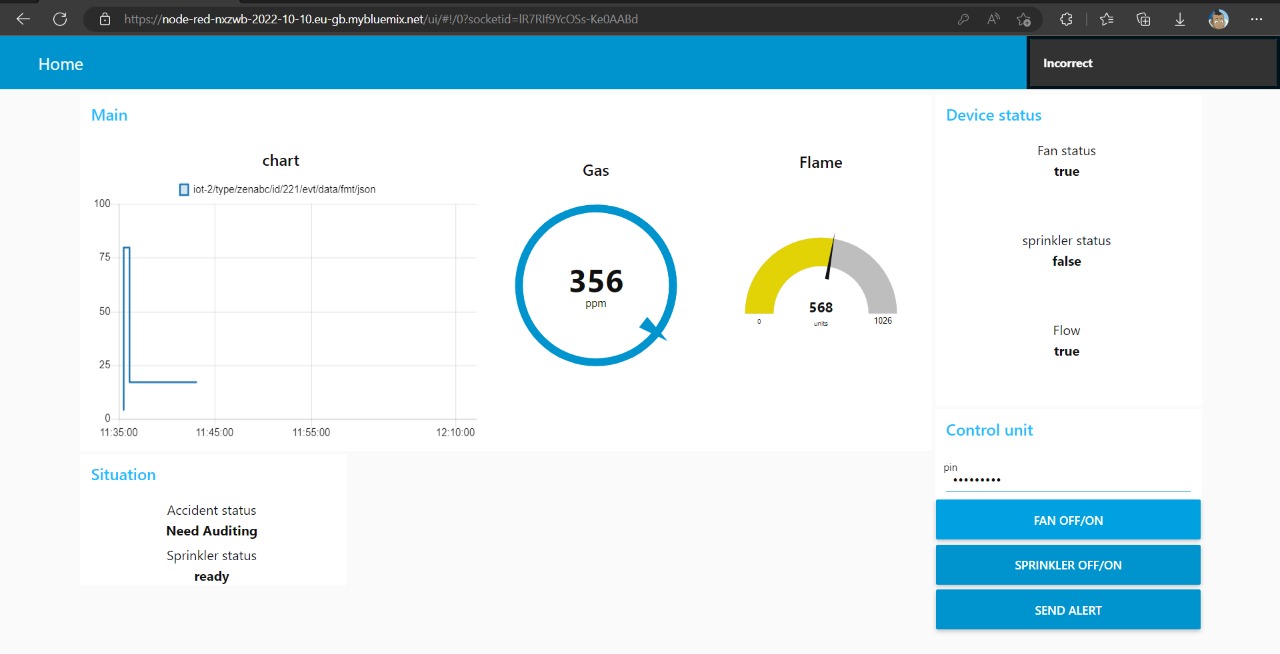 https://node-red-nxzwb-2022-10-10.eu-gb.mybluemix.net/ui/#!/0?socketid=lR7RIf9YcOSs-Ke0AABd
Home
Incorrect
Main
chart
iot-2/type/zenabc/id/221/evt/data/fmt/json
100
75
50
25
0
11:35:00 11:45:00 11:55:00 12:10:00
Gas
356
ppm
Flame
568
units
0 1026
Device status
Fan status
true
sprinkler status
false
Flow
true
Control unit
pin
•••••••••
FAN OFF/ON
SPRINKLER OFF/ON
SEND ALERT
Situation
Accident status
Need Auditing
Sprinkler status
ready